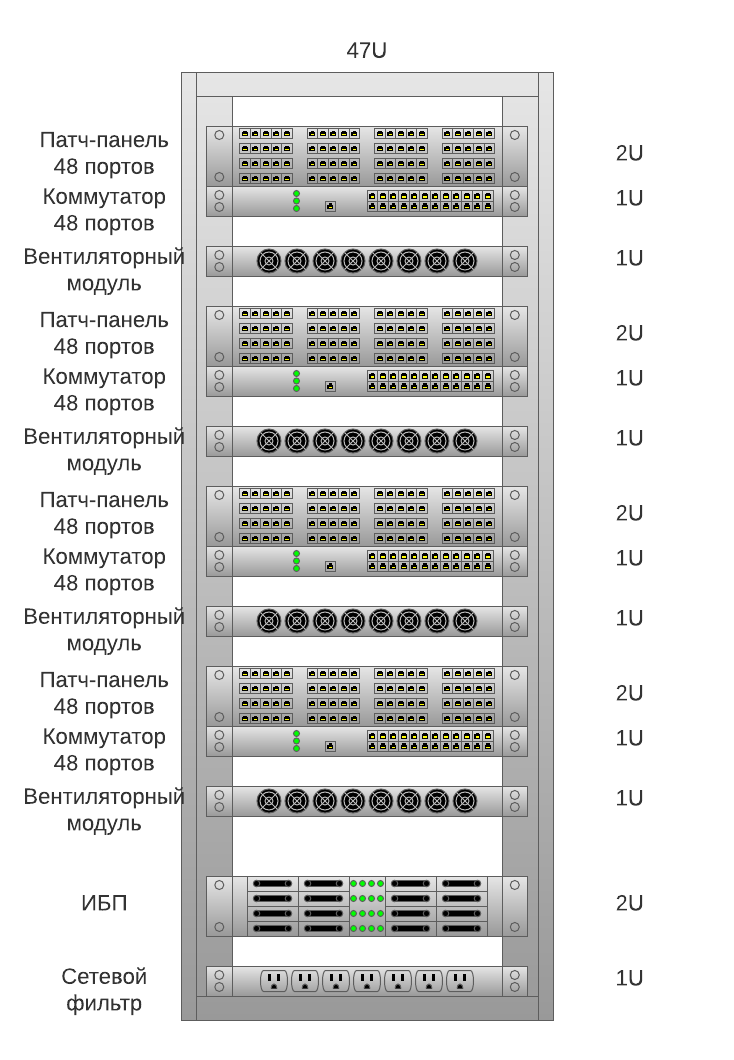 47U
Патч-панель
48 портов
2U
Коммутатор
48 портов
1U
Вентиляторный
модуль
1U
Патч-панель
48 портов
2U
Коммутатор
48 портов
1U
Вентиляторный
модуль
1U
Патч-панель
48 портов
2U
Коммутатор
48 портов
1U
Вентиляторный
модуль
1U
Патч-панель
48 портов
2U
Коммутатор
48 портов
1U
Вентиляторный
модуль
1U
ИБП
2U
Сетевой
фильтр
1U